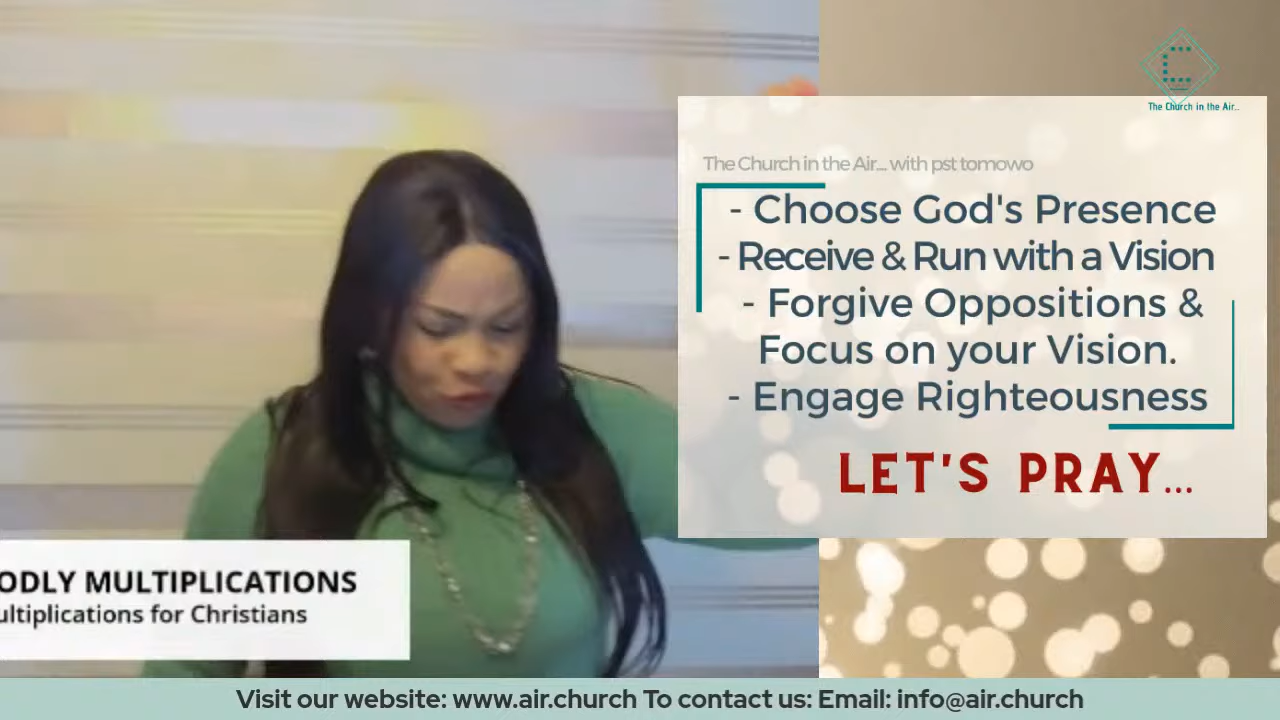 The Church in the Air...
The Church in the Air... with pst tomowo
- Choose God's Presence
- Receive & Run with a Vision
- Forgive Oppositions &
Focus on your Vision.
- Engage Righteousness
LET'S PRAY...
ODLY MULTIPLICATIONS
ultiplications for Christians
Visit our website: www.air.church To contact us: Email: info@air.church